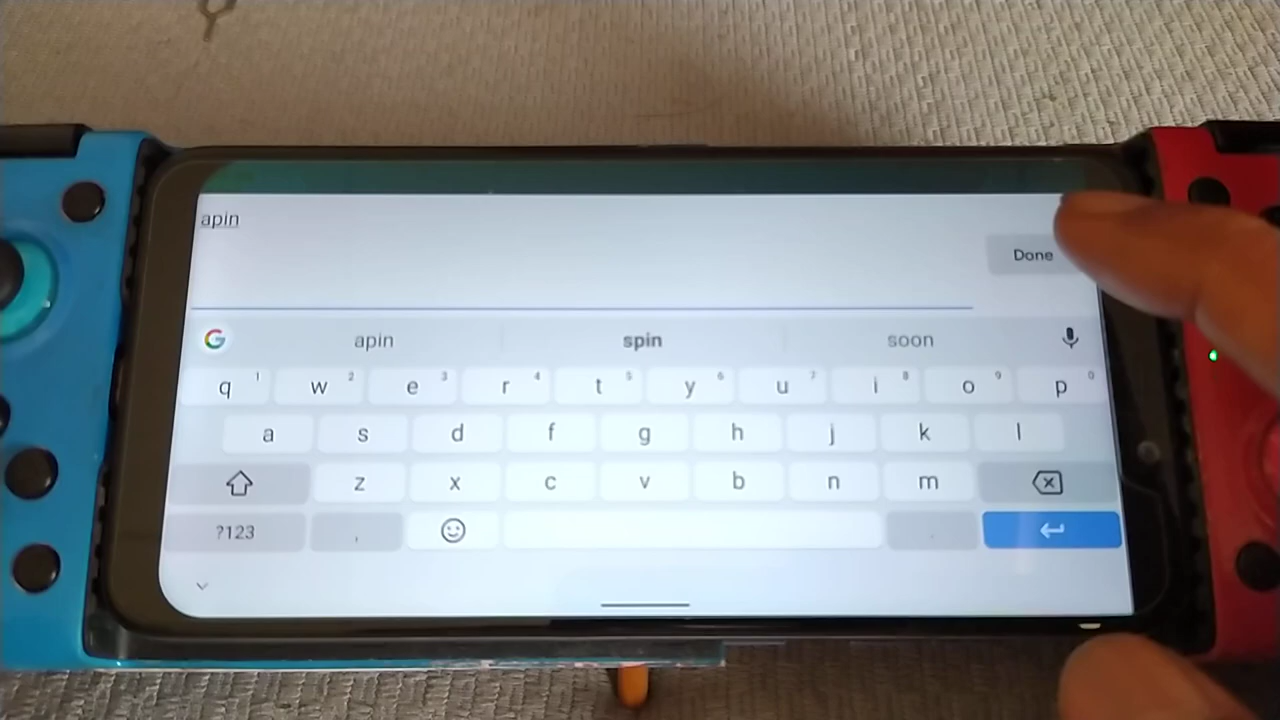 apin
Done
G apin spin soon
q 1 w 2 e 3 r 4 t 5 y 6 u 7 i 8 o 9 p 0
a s d f g h j k l
z x c v b n m
?123 , .